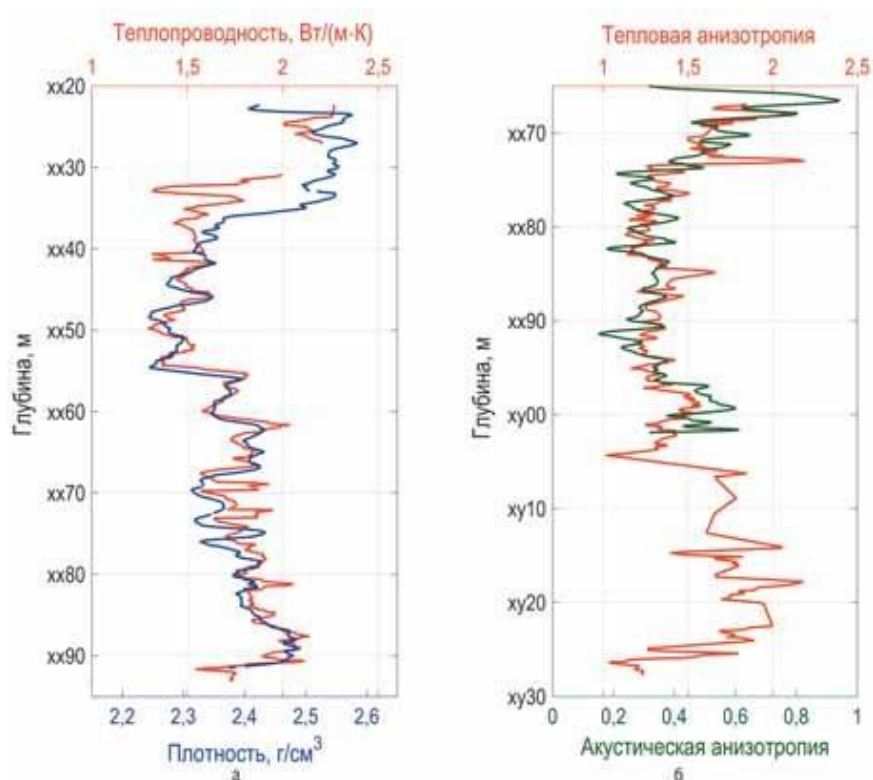 Теплопроводность, Вт/(м·К)
1 1,5 2 2,5
Глубина, м
xx20
xx30
xx40
xx50
xx60
xx70
xx80
xx90
2,2 2,3 2,4 2,5 2,6
Плотность, г/см³
а
Тепловая анизотропия
1 1,5 2 2,5
Глубина, м
xx70
xx80
xx90
xy00
xy10
xy20
xy30
0 0,2 0,4 0,6 0,8 1
Акустическая анизотропия
б